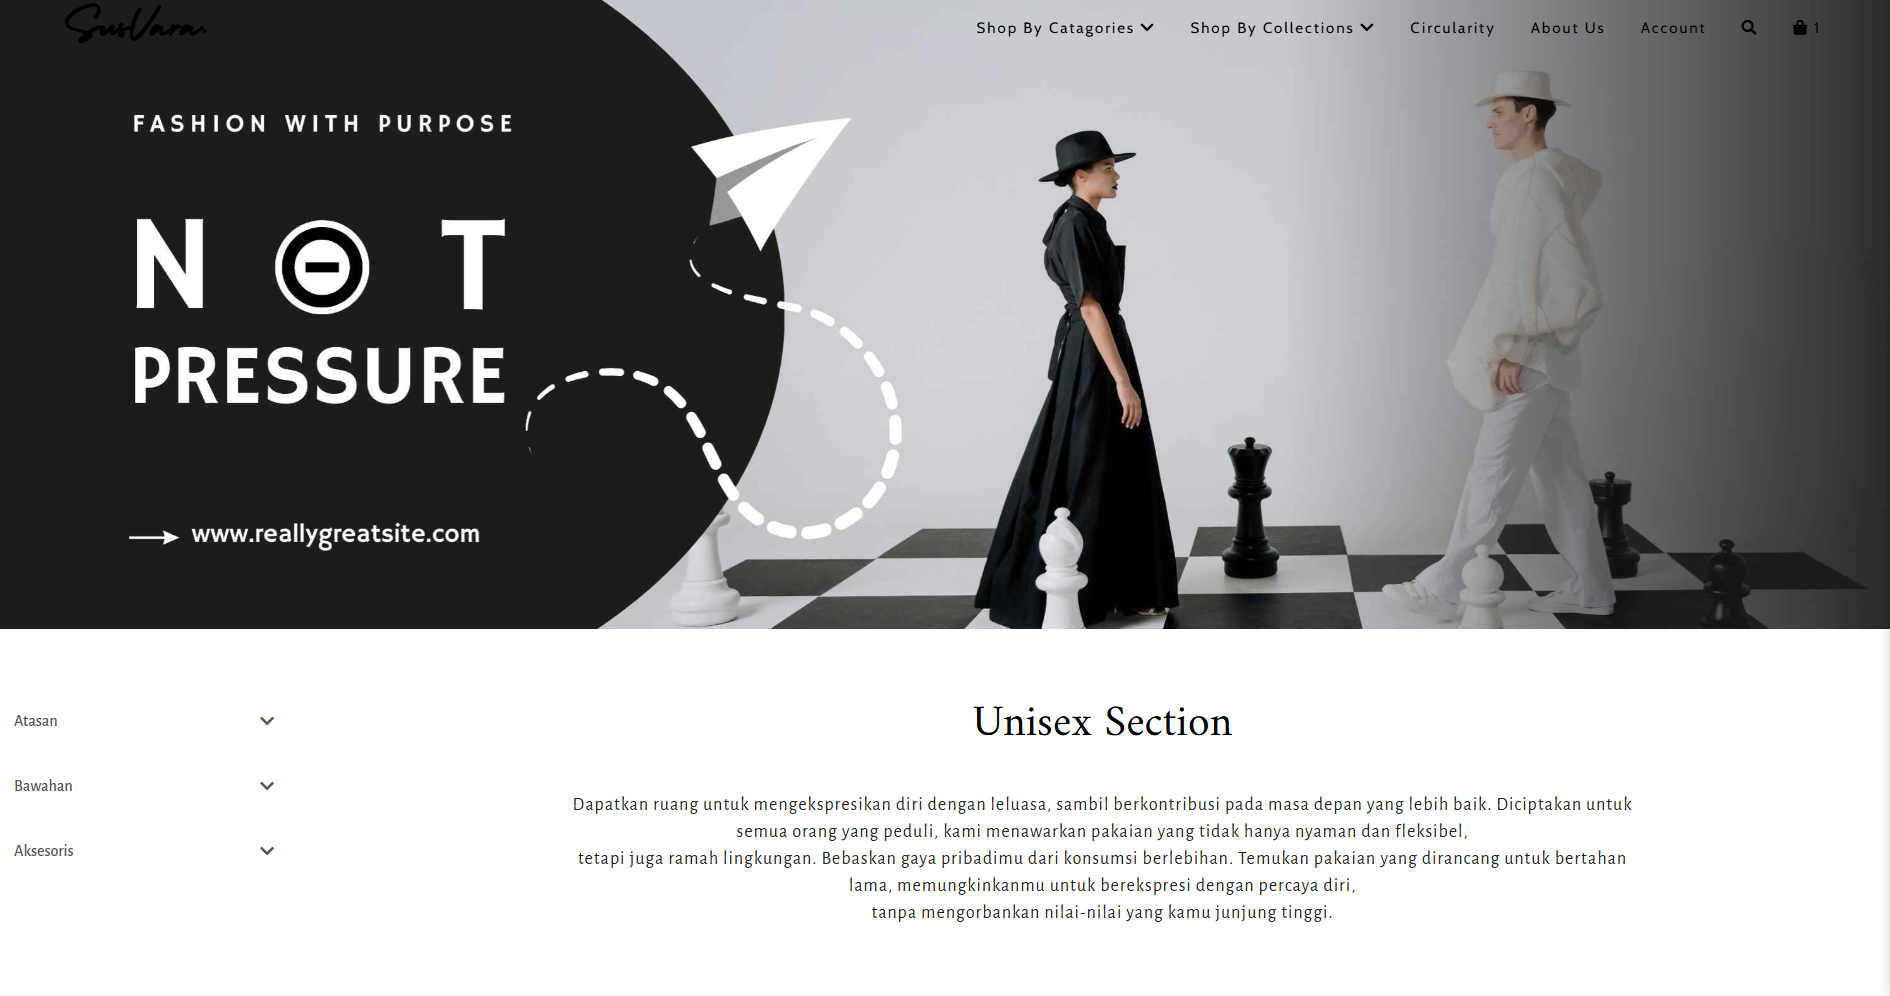 SusVara
Shop By Catagories
Shop By Collections
Circularity
About Us
Account
1
FASHION WITH PURPOSE
NOT
PRESSURE
www.reallygreatsite.com
Atasan
Bawahan
Aksesoris
Unisex Section
Dapatkan ruang untuk mengekspresikan diri dengan leluasa, sambil berkontribusi pada masa depan yang lebih baik. Diciptakan untuk
semua orang yang peduli, kami menawarkan pakaian yang tidak hanya nyaman dan fleksibel,
tetapi juga ramah lingkungan. Bebaskan gaya pribadimu dari konsumsi berlebihan. Temukan pakaian yang dirancang untuk bertahan
lama, memungkinkanmu untuk berekspresi dengan percaya diri,
tanpa mengorbankan nilai-nilai yang kamu junjung tinggi.